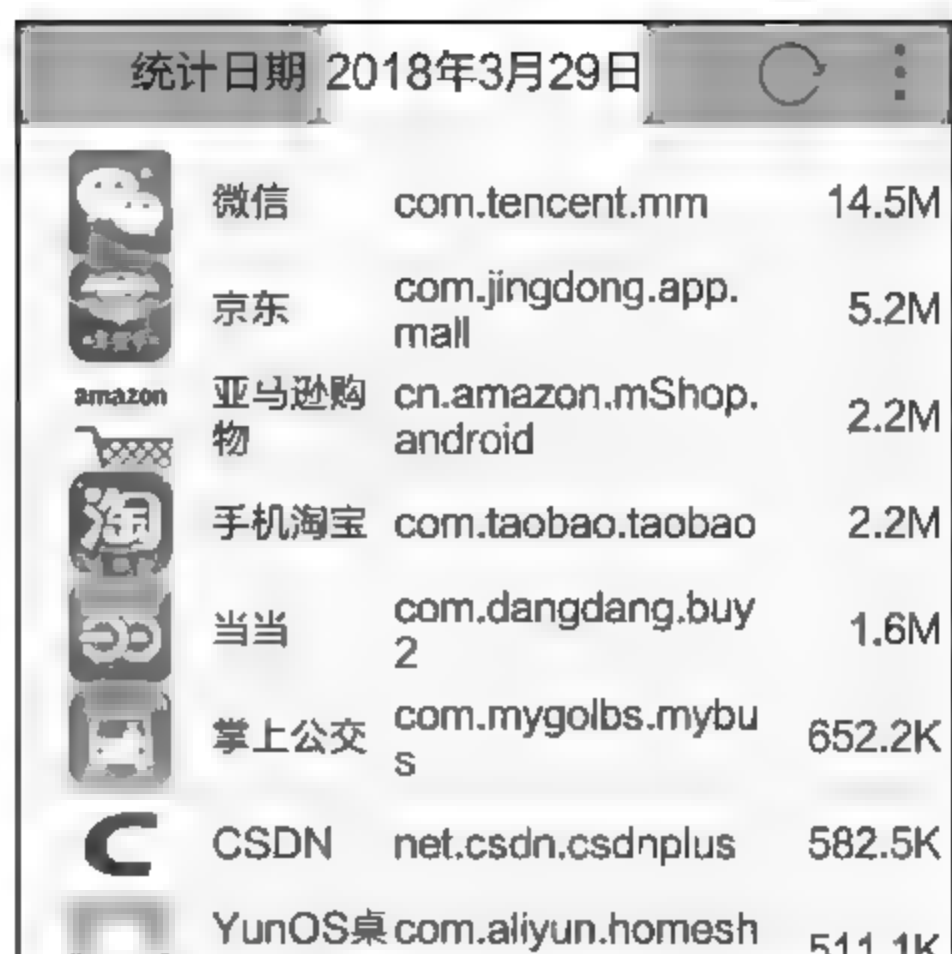 统计日期 2018年3月29日
微信 com.tencent.mm 14.5M
京东 com.jingdong.app.
mall 5.2M
amazon
亚马逊购 cn.amazon.mShop.
物 android 2.2M
淘
手机淘宝 com.taobao.taobao 2.2M
当当 com.dangdang.buy
2 1.6M
掌上公交 com.mygolbs.mybu
s 652.2K
C
CSDN net.csdn.csdnplus 582.5K
YunOS桌 com.aliyun.homesh
511.1K